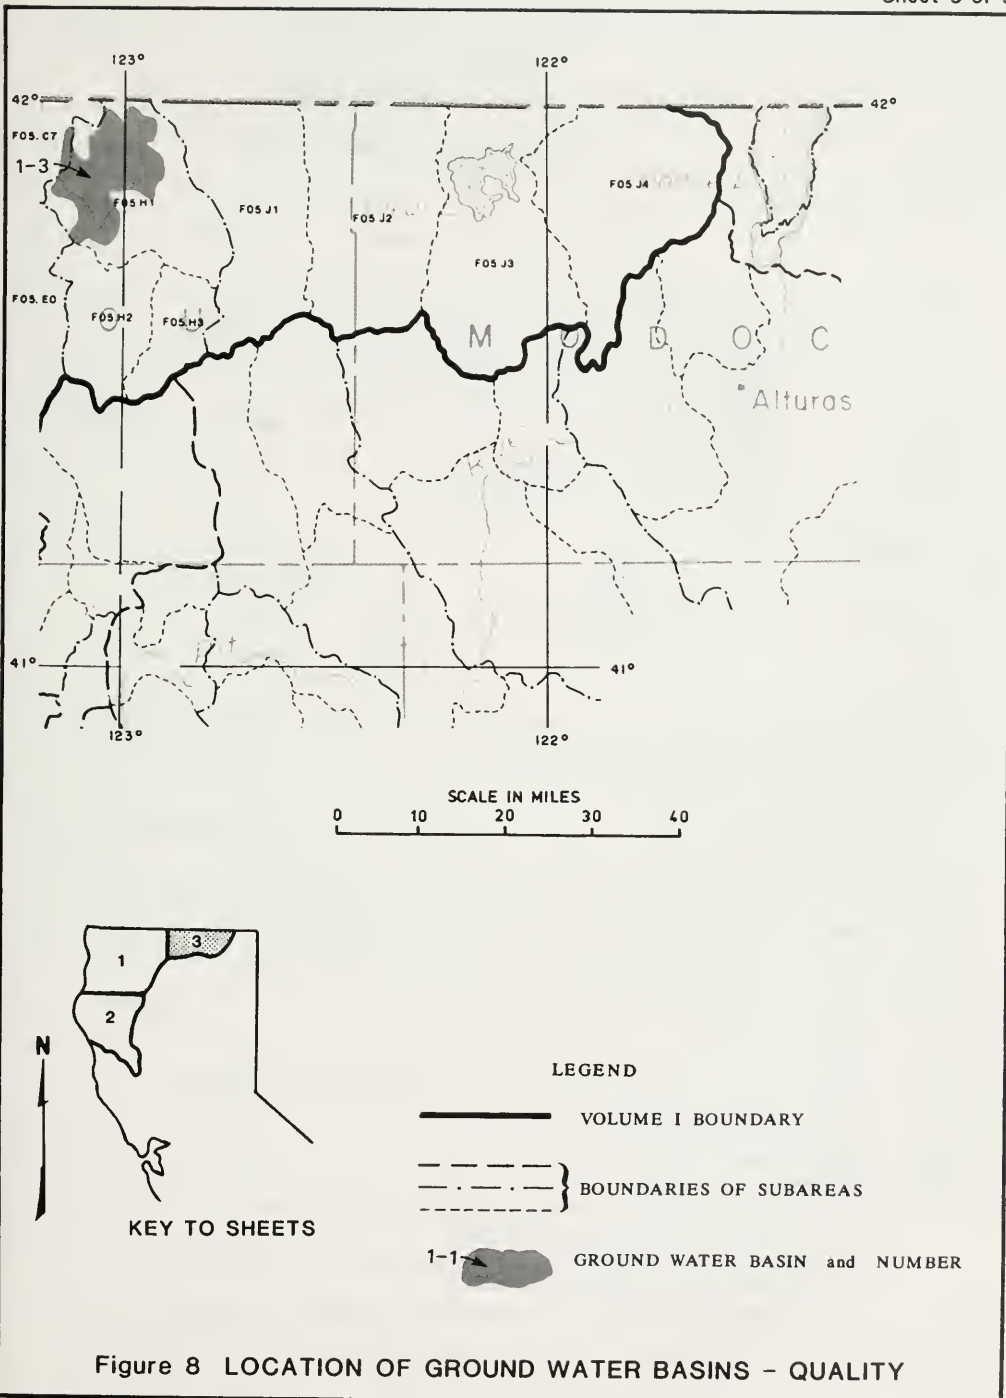 123°
122°
42°
42°
F05.C7
1-3
F05 H1
F05 J1
F05 J2
F05 J4
F05.E0
F05.H2
F05.H3
F05 J3
M O D O C
Alturas
41°
41°
123°
122°
SCALE IN MILES
0 10 20 30 40
1
2
3
N
KEY TO SHEETS
LEGEND
VOLUME I BOUNDARY
BOUNDARIES OF SUBAREAS
1-1
GROUND WATER BASIN and NUMBER
Figure 8 LOCATION OF GROUND WATER BASINS - QUALITY